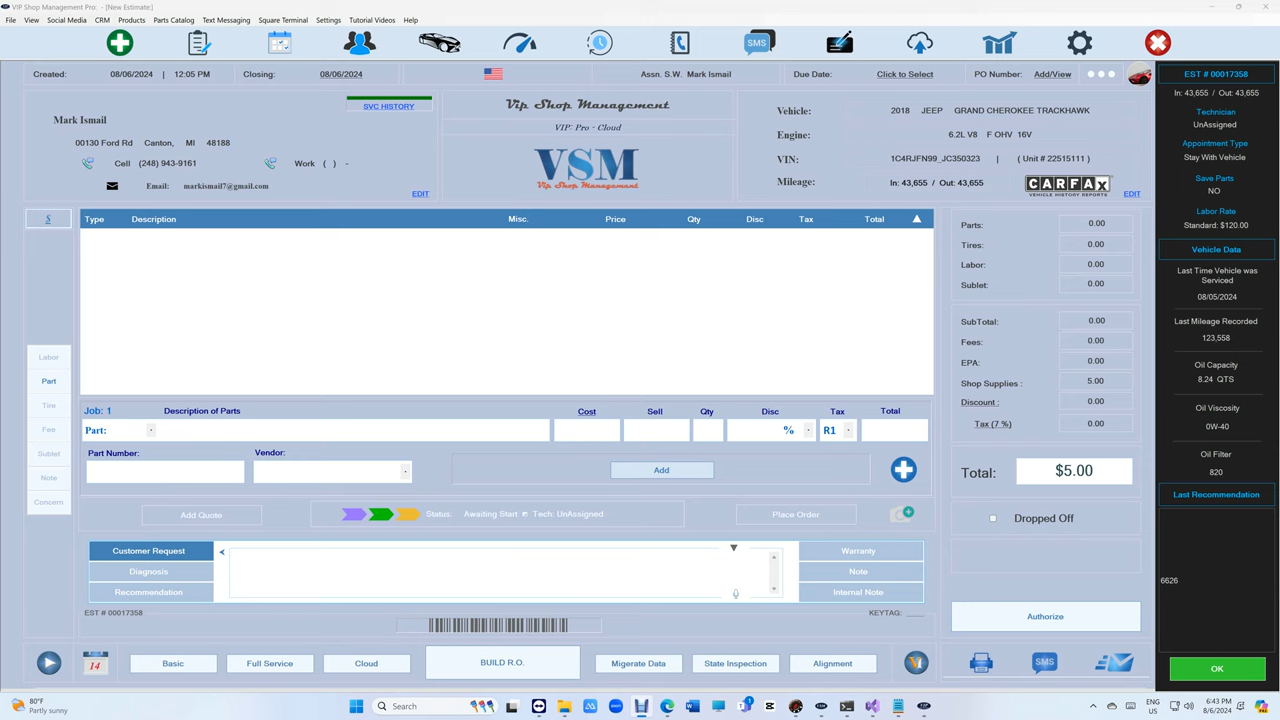 VIP Shop Management Pro: - [New Estimate:]
File View Social Media CRM Products Parts Catalog Text Messaging Square Terminal Settings Tutorial Videos Help
SMS
Created: 08/06/2024 | 12:05 PM Closing: 08/06/2024 Assn. S.W. Mark Ismail Due Date: Click to Select PO Number: Add/View
SVC HISTORY
Mark Ismail
00130 Ford Rd Canton, MI 48188
Cell (248) 943-9161 Work ( ) -
Email: markismail7@gmail.com
EDIT
Vip Shop Management
VIP: Pro - Cloud
VSM
Vip Shop Management
Vehicle: 2018 JEEP GRAND CHEROKEE TRACKHAWK
Engine: 6.2L V8 F OHV 16V
VIN: 1C4RJFN99_JC350323 | ( Unit # 22515111 )
Mileage: In: 43,655 / Out: 43,655
CARFAX
VEHICLE HISTORY REPORTS
EDIT
EST # 00017358
In: 43,655 / Out: 43,655
Technician
UnAssigned
Appointment Type
Stay With Vehicle
Save Parts
NO
Labor Rate
Standard: $120.00
Vehicle Data
Last Time Vehicle was
Serviced
08/05/2024
Last Mileage Recorded
123,558
Oil Capacity
8.24 QTS
Oil Viscosity
0W-40
Oil Filter
820
Last Recommendation
6626
OK
$
Type Description Misc. Price Qty Disc Tax Total
Labor
Part
Tire
Fee
Sublet
Note
Concern
Job: 1 Description of Parts Cost Sell Qty Disc Tax Total
Part: % R1
Part Number: Vendor:
Add
Add Quote Status: Awaiting Start Tech: UnAssigned Place Order
Customer Request
Diagnosis
Recommendation
Warranty
Note
Internal Note
EST # 00017358 KEYTAG:
Parts: 0.00
Tires: 0.00
Labor: 0.00
Sublet: 0.00
SubTotal: 0.00
Fees: 0.00
EPA: 0.00
Shop Supplies : 5.00
Discount : 0.00
Tax (7 %) 0.00
Total: $5.00
Dropped Off
Authorize
14 Basic Full Service Cloud BUILD R.O. Migerate Data State Inspection Alignment V SMS
80°F
Partly sunny
Search
ENG
US
6:43 PM
8/6/2024